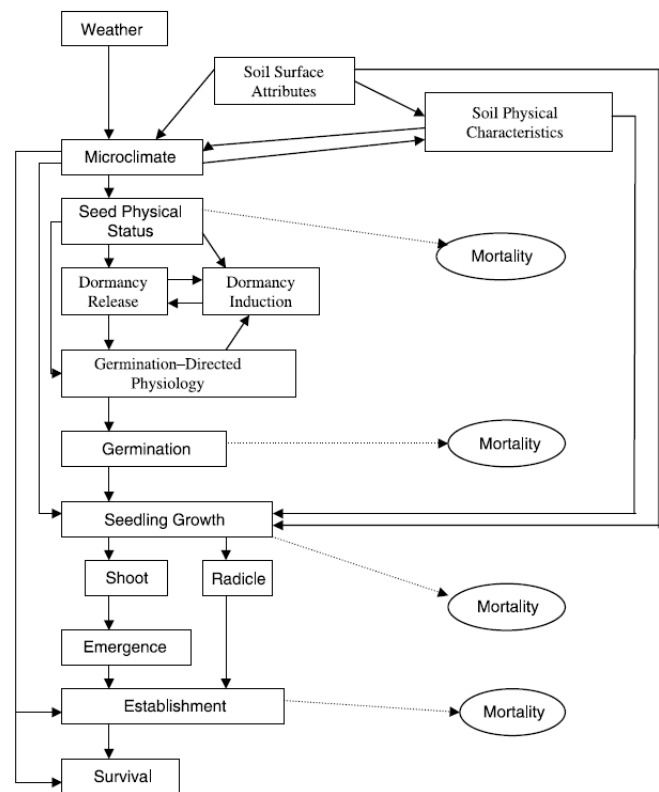 Weather
Soil Surface
Attributes
Soil Physical
Characteristics
Microclimate
Seed Physical
Status
Mortality
Dormancy
Release
Dormancy
Induction
Germination–Directed
Physiology
Germination
Mortality
Seedling Growth
Shoot
Radicle
Mortality
Emergence
Establishment
Mortality
Survival